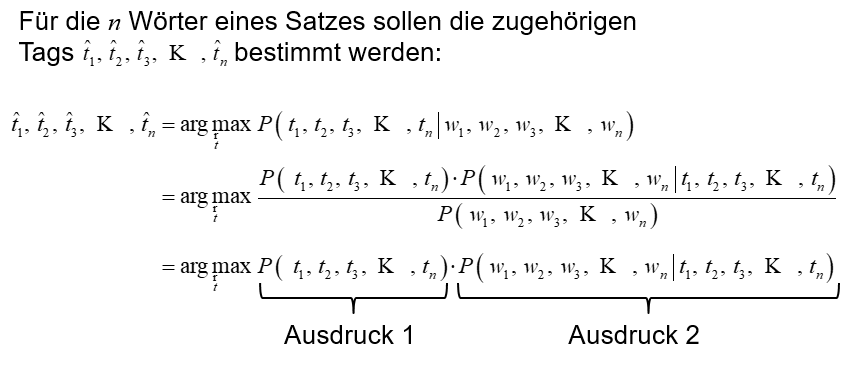 Für die n Wörter eines Satzes sollen die zugehörigen
Tags t̂₁, t̂₂, t̂₃, K , t̂ₙ bestimmt werden:
t̂₁, t̂₂, t̂₃, K , t̂ₙ = arg max P( t₁, t₂, t₃, K , tₙ | w₁, w₂, w₃, K , wₙ )
r
t
= arg max P( t₁, t₂, t₃, K , tₙ ) · P( w₁, w₂, w₃, K , wₙ | t₁, t₂, t₃, K , tₙ )
r
t
P( w₁, w₂, w₃, K , wₙ )
= arg max P( t₁, t₂, t₃, K , tₙ ) · P( w₁, w₂, w₃, K , wₙ | t₁, t₂, t₃, K , tₙ )
r
t
Ausdruck 1 Ausdruck 2